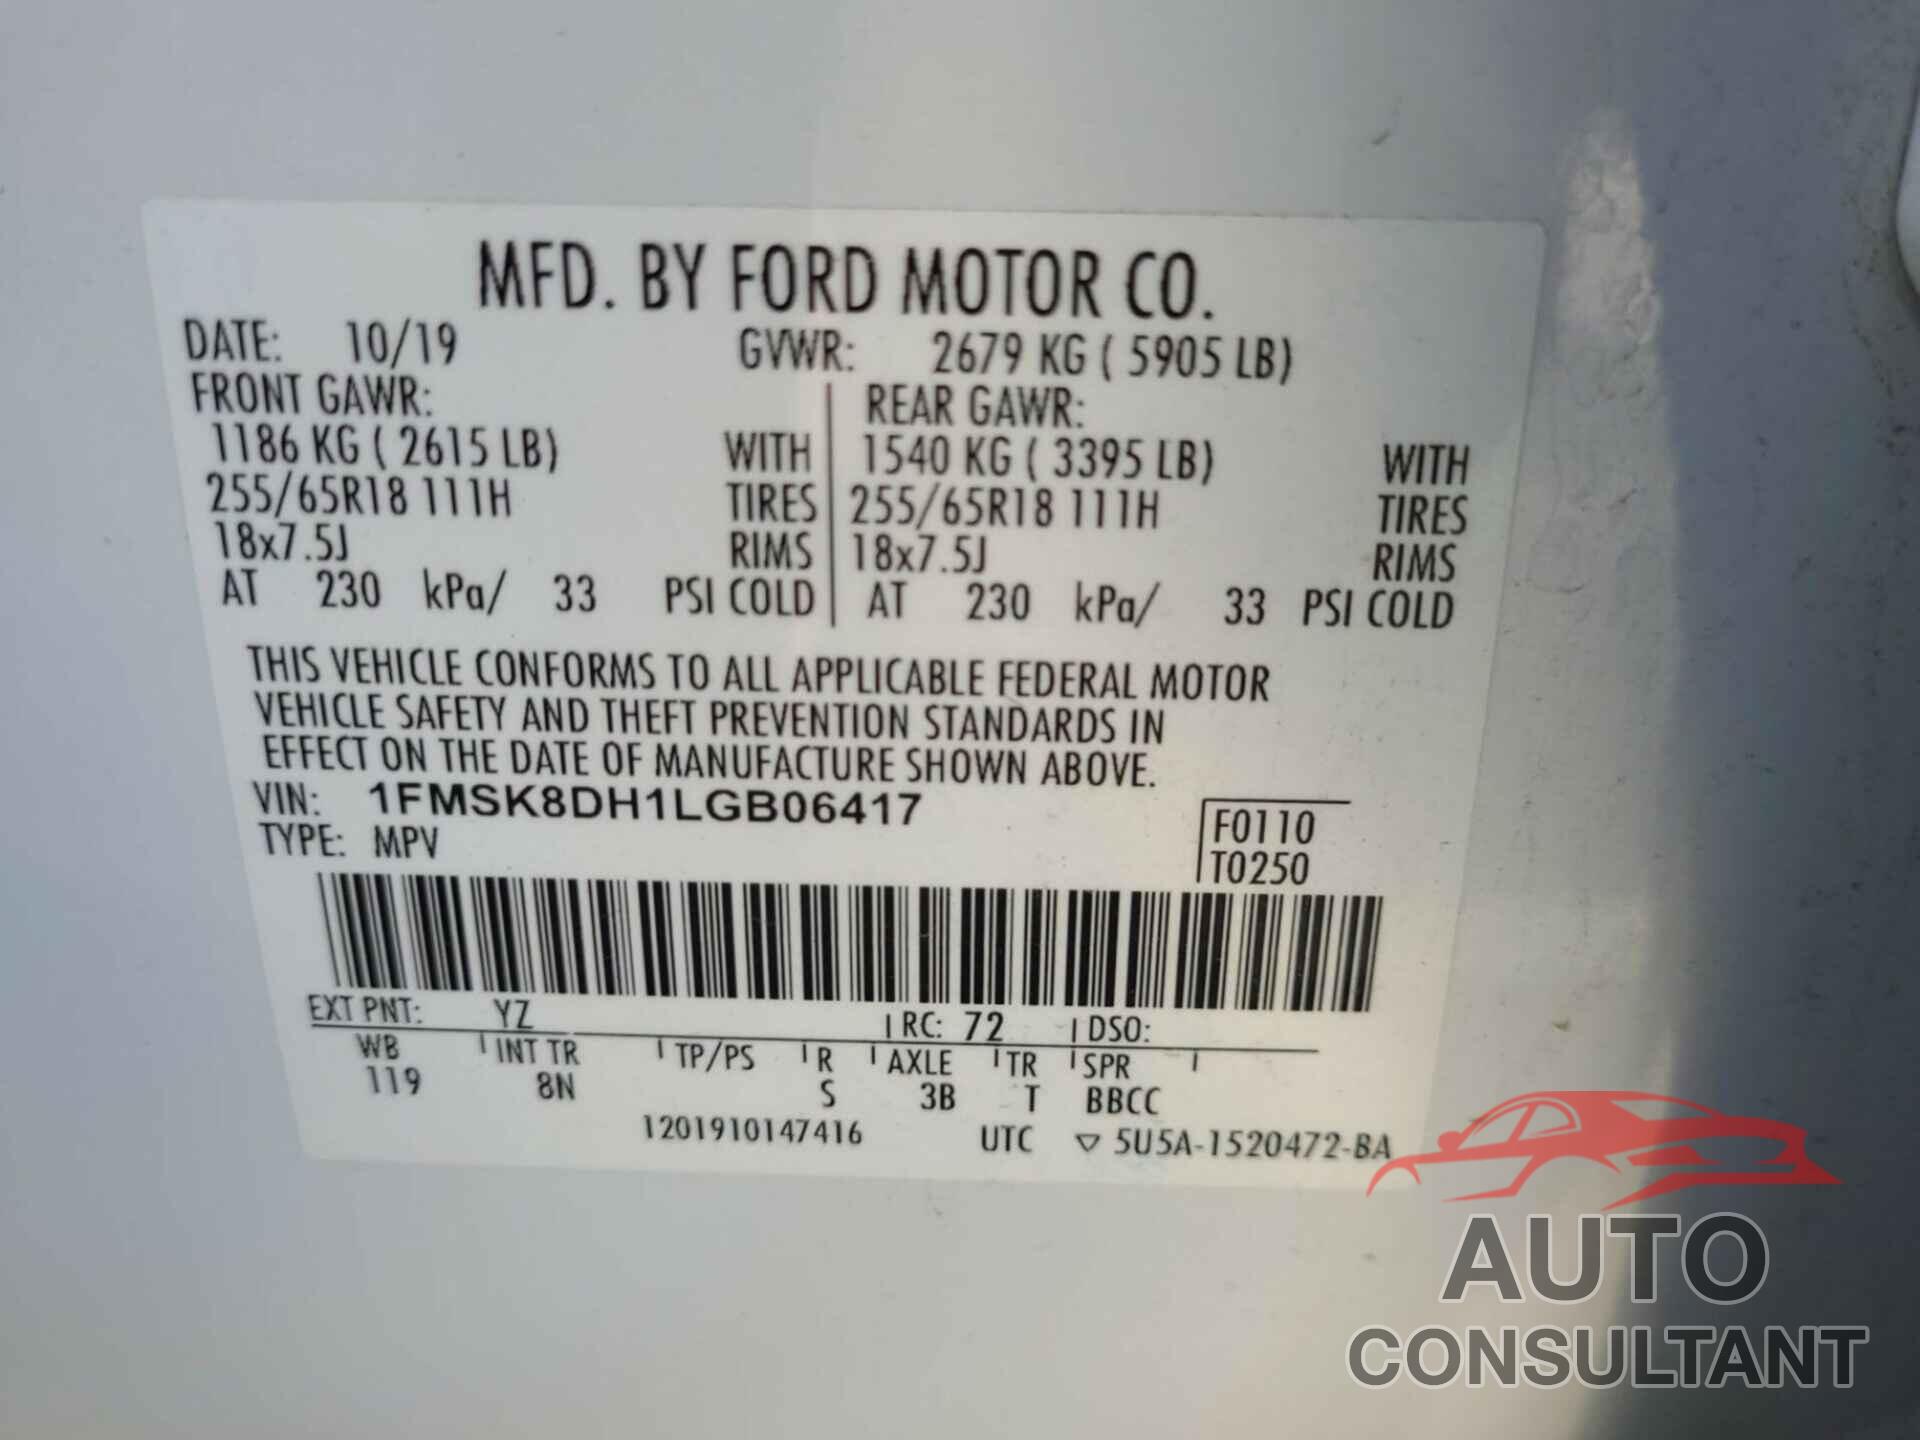 MFD. BY FORD MOTOR CO.
DATE: 10/19 GVWR: 2679 KG ( 5905 LB)
FRONT GAWR: REAR GAWR:
1186 KG ( 2615 LB) WITH 1540 KG ( 3395 LB) WITH
255/65R18 111H TIRES 255/65R18 111H TIRES
18x7.5J RIMS 18x7.5J RIMS
AT 230 kPa/ 33 PSI COLD AT 230 kPa/ 33 PSI COLD
THIS VEHICLE CONFORMS TO ALL APPLICABLE FEDERAL MOTOR
VEHICLE SAFETY AND THEFT PREVENTION STANDARDS IN
EFFECT ON THE DATE OF MANUFACTURE SHOWN ABOVE.
VIN: 1FMSK8DH1LGB06417
TYPE: MPV
F0110
T0250
EXT PNT: YZ RC: 72 DSO:
WB INT TR TP/PS R AXLE TR SPR
119 8N S 3B T BBCC
1201910147416 UTC ▽ 5U5A-1520472-BA
AUTO
CONSULTANT